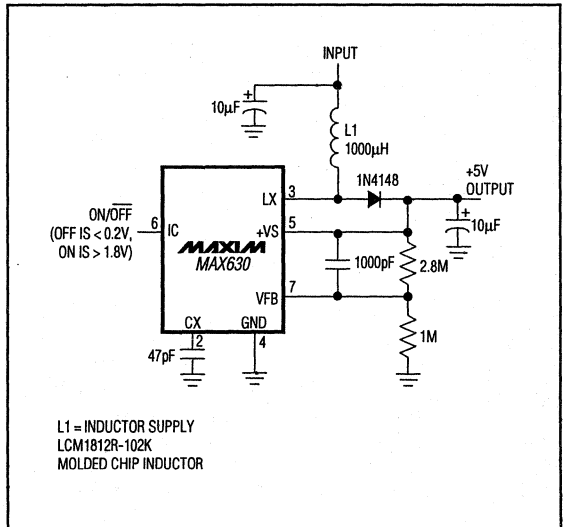 INPUT
+
10µF
L1
1000µH
1N4148
+5V
OUTPUT
LX
3
+
10µF
ON/OFF
(OFF IS < 0.2V,
ON IS > 1.8V)
6
IC
+VS
5
MAXIM
MAX630
1000pF
2.8M
VFB
7
CX
GND
2
4
47pF
1M
L1 = INDUCTOR SUPPLY
LCM1812R-102K
MOLDED CHIP INDUCTOR